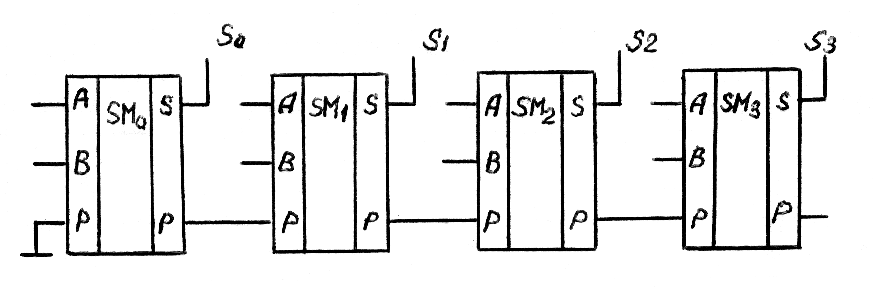 S0 S1 S2 S3
A SM0 S A SM1 S A SM2 S A SM3 S
B B B B
P P P P P P P P